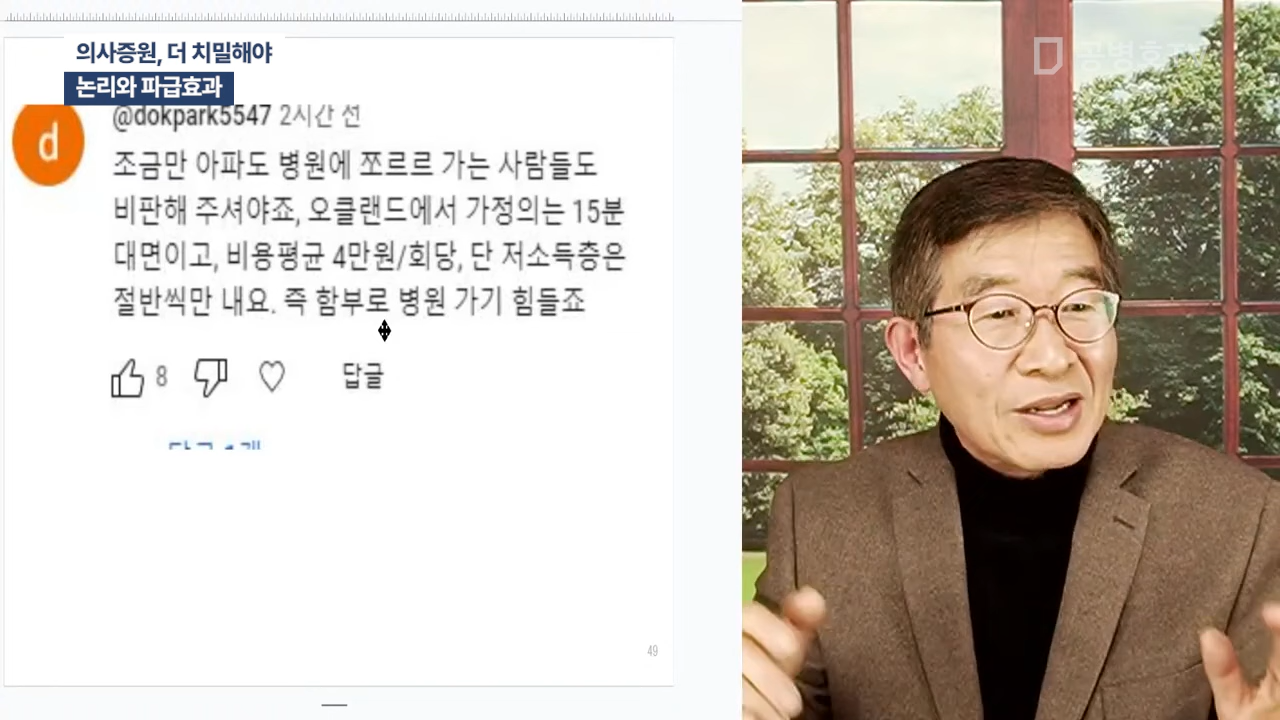 의사증원, 더 치밀해야
논리와 파급효과
d
@dokpark5547 2시간 전
조금만 아파도 병원에 쪼르르 가는 사람들도
비판해 주셔야죠, 오클랜드에서 가정의는 15분
대면이고, 비용평균 4만원/회당, 단 저소득층은
절반씩만 내요. 즉 함부로 병원 가기 힘들죠
8
답글
49
공병호